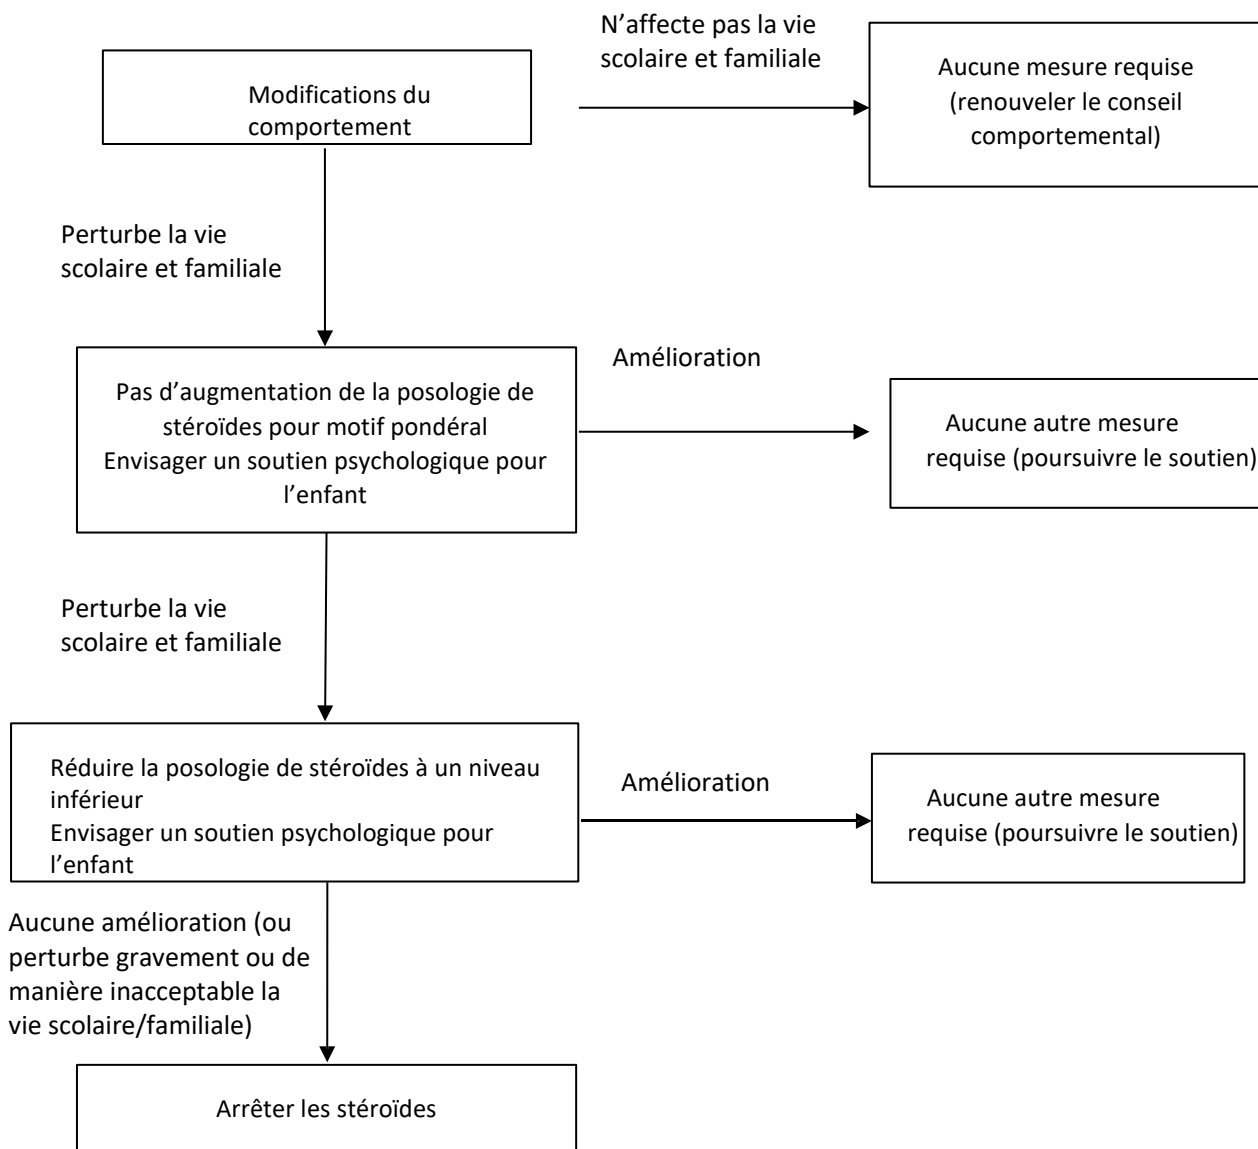 N’affecte pas la vie
scolaire et familiale
Modifications du
comportement
Aucune mesure requise
(renouveler le conseil
comportemental)
Perturbe la vie
scolaire et familiale
Pas d’augmentation de la posologie de
stéroïdes pour motif pondéral
Envisager un soutien psychologique pour
l’enfant
Amélioration
Aucune autre mesure
requise (poursuivre le soutien)
Perturbe la vie
scolaire et familiale
Réduire la posologie de stéroïdes à un niveau
inférieur
Envisager un soutien psychologique pour
l’enfant
Amélioration
Aucune autre mesure
requise (poursuivre le soutien)
Aucune amélioration (ou
perturbe gravement ou de
manière inacceptable la
vie scolaire/familiale)
Arrêter les stéroïdes